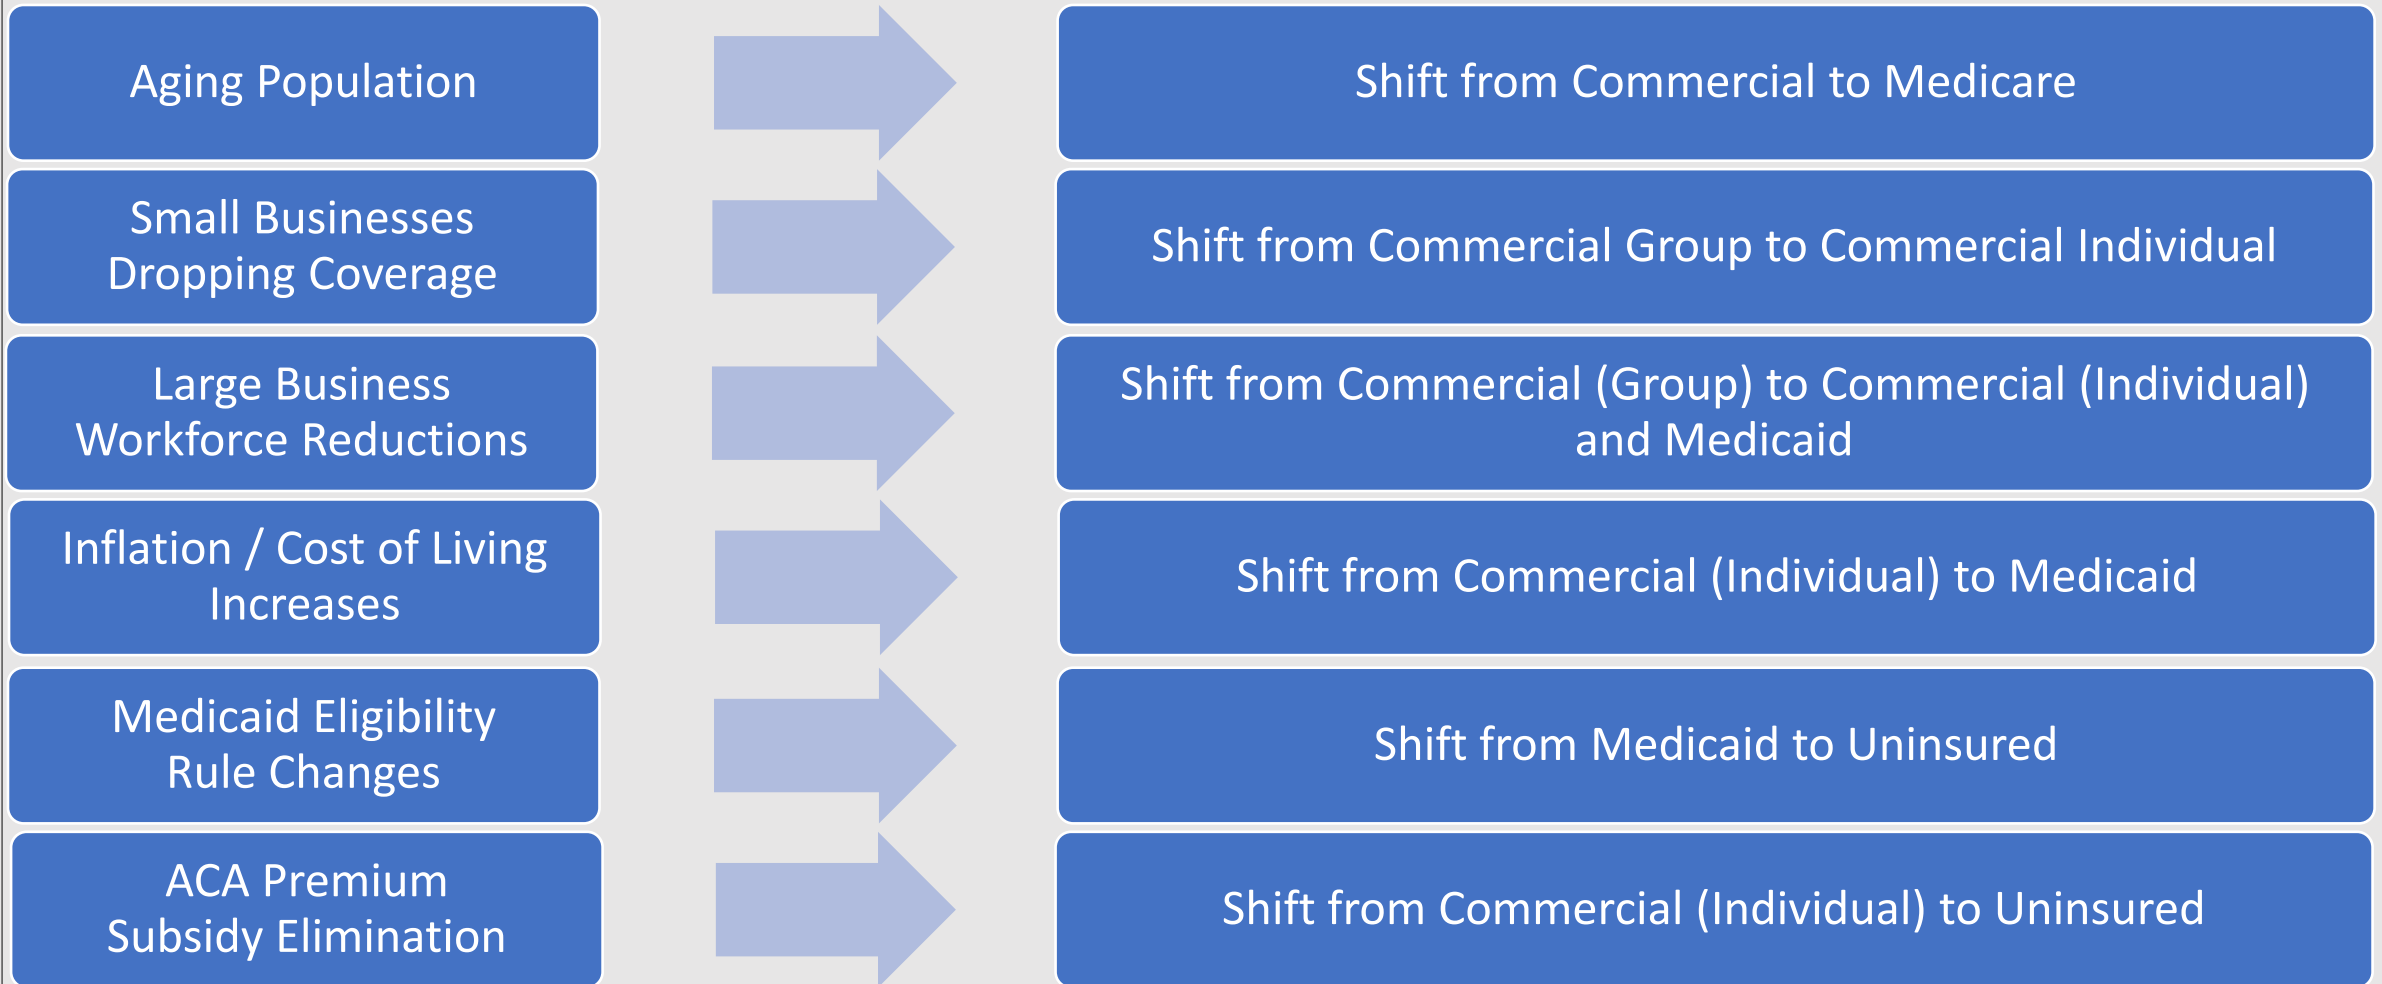 Aging Population
Shift from Commercial to Medicare
Small Businesses
Dropping Coverage
Shift from Commercial Group to Commercial Individual
Large Business
Workforce Reductions
Shift from Commercial (Group) to Commercial (Individual)
and Medicaid
Inflation / Cost of Living
Increases
Shift from Commercial (Individual) to Medicaid
Medicaid Eligibility
Rule Changes
Shift from Medicaid to Uninsured
ACA Premium
Subsidy Elimination
Shift from Commercial (Individual) to Uninsured